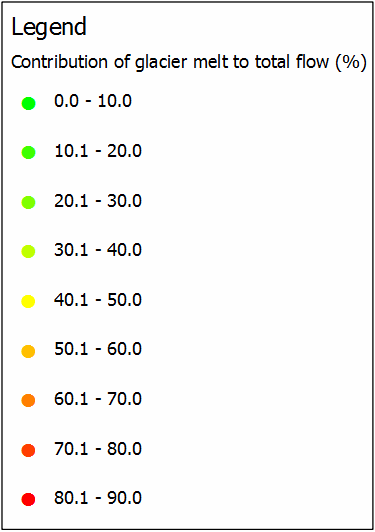 Legend
Contribution of glacier melt to total flow (%)
0.0 - 10.0
10.1 - 20.0
20.1 - 30.0
30.1 - 40.0
40.1 - 50.0
50.1 - 60.0
60.1 - 70.0
70.1 - 80.0
80.1 - 90.0